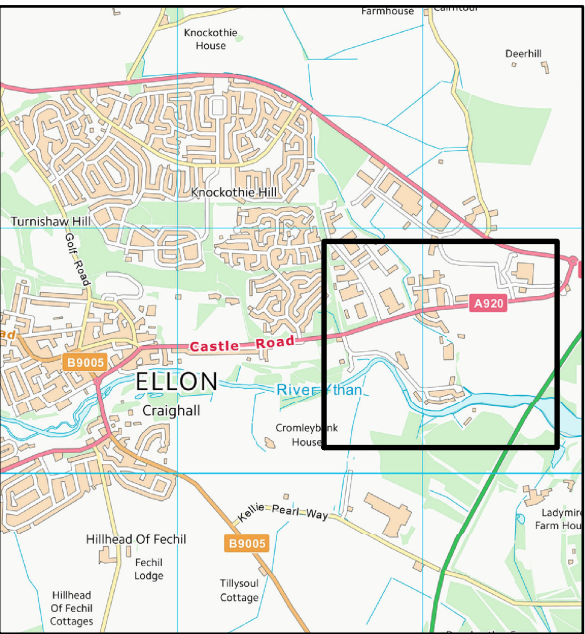 Farmhouse
Cairntour
Knockothie
House
Deerhill
Knockothie Hill
Turnishaw Hill
Golf Road
A920
Castle Road
B9005
ELLON
River Ythan
Craighall
Cromleybank
House
Kellie Pearl Way
Ladymire
Farm Hou
Hillhead Of Fechil
B9005
Fechil
Lodge
Tillysoul
Cottage
Hillhead
Of Fechil
Cottages